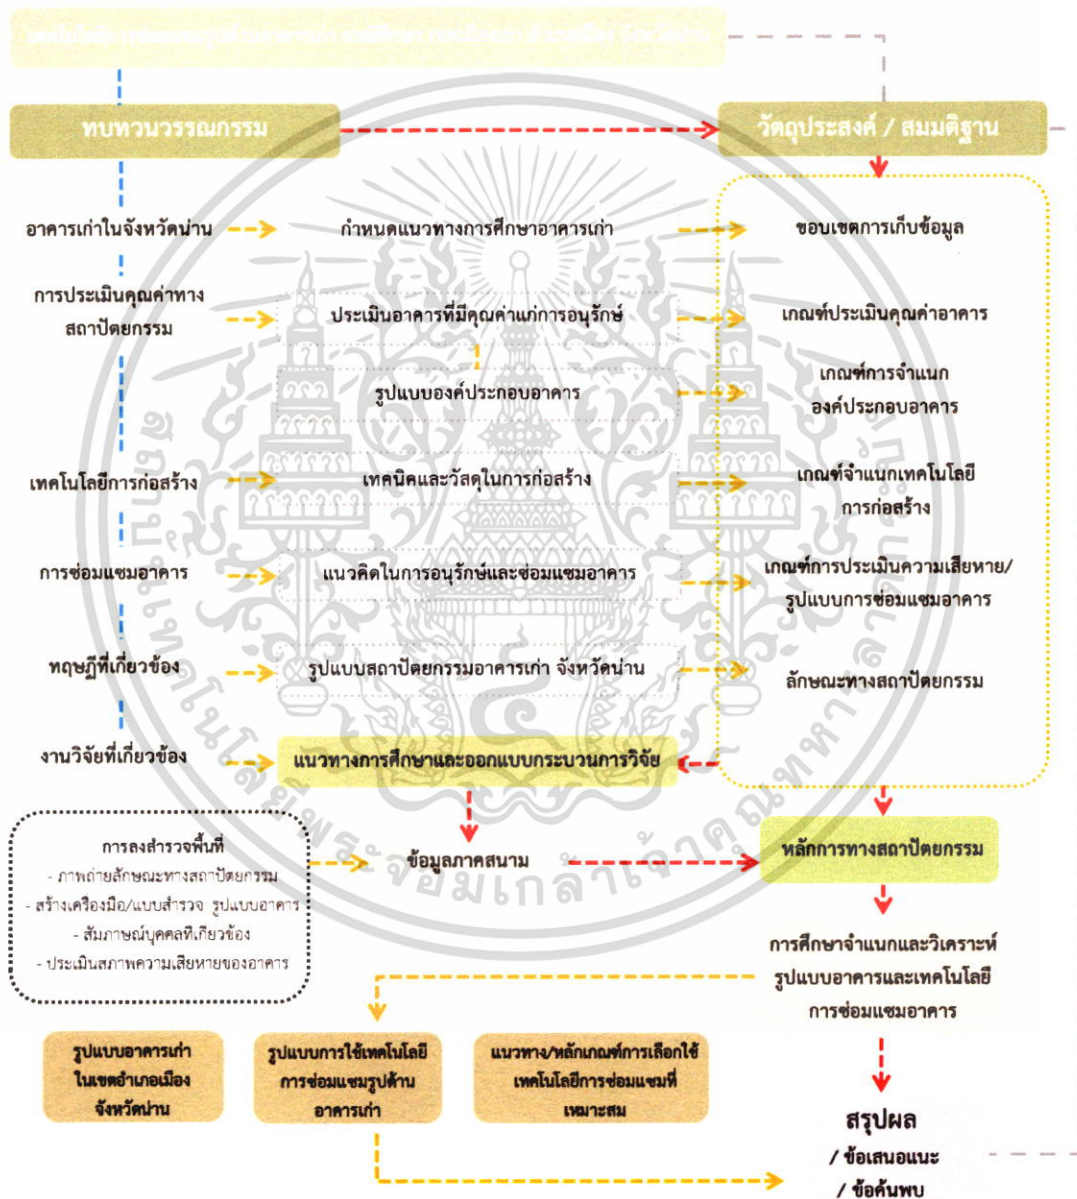 ทบทวนวรรณกรรม
วัตถุประสงค์ / สมมติฐาน
อาคารเก่าในจังหวัดน่าน
กำหนดแนวทางการศึกษาอาคารเก่า
ขอบเขตการเก็บข้อมูล
การประเมินคุณค่าทาง
สถาปัตยกรรม
ประเมินอาคารที่มีคุณค่าแก่การอนุรักษ์
เกณฑ์ประเมินคุณค่าอาคาร
รูปแบบองค์ประกอบอาคาร
เกณฑ์การจำแนก
องค์ประกอบอาคาร
เทคโนโลยีการก่อสร้าง
เทคนิคและวัสดุในการก่อสร้าง
เกณฑ์จำแนกเทคโนโลยี
การก่อสร้าง
การซ่อมแซมอาคาร
แนวคิดในการอนุรักษ์และซ่อมแซมอาคาร
เกณฑ์การประเมินความเสียหาย/
รูปแบบการซ่อมแซมอาคาร
ทฤษฏีที่เกี่ยวข้อง
รูปแบบสถาปัตยกรรมอาคารเก่า จังหวัดน่าน
ลักษณะทางสถาปัตยกรรม
งานวิจัยที่เกี่ยวข้อง
แนวทางการศึกษาและออกแบบกระบวนการวิจัย
การลงสำรวจพื้นที่
- ภาพถ่ายลักษณะทางสถาปัตยกรรม
- สร้างเครื่องมือ/แบบสำรวจ รูปแบบอาคาร
- สัมภาษณ์บุคคลที่เกี่ยวข้อง
- ประเมินสภาพความเสียหายของอาคาร
ข้อมูลภาคสนาม
หลักการทางสถาปัตยกรรม
การศึกษาจำแนกและวิเคราะห์
รูปแบบอาคารและเทคโนโลยี
การซ่อมแซมอาคาร
รูปแบบอาคารเก่า
ในเขตอำเภอเมือง
จังหวัดน่าน
รูปแบบการใช้เทคโนโลยี
การซ่อมแซมรูปด้าน
อาคารเก่า
แนวทาง/หลักเกณฑ์การเลือกใช้
เทคโนโลยีการซ่อมแซมที่
เหมาะสม
สรุปผล
/ ข้อเสนอแนะ
/ ข้อค้นพบ
สถาบันเทคโนโลยีพระจอมเกล้าเจ้าคุณทหารลาดกระบัง